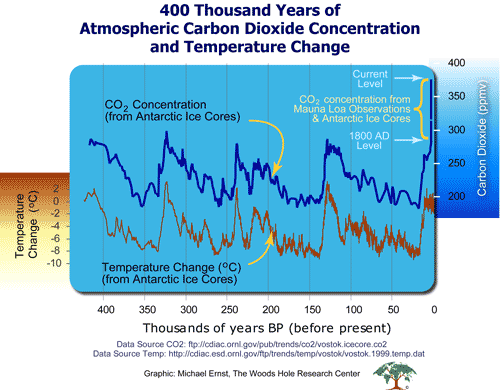 400 Thousand Years of
Atmospheric Carbon Dioxide Concentration
and Temperature Change
400
350
300
250
200
Carbon Dioxide (ppmv)
Current
Level
CO2 concentration from
Mauna Loa Observations
& Antarctic Ice Cores
1800 AD
Level
CO2 Concentration
(from Antarctic Ice Cores)
Temperature
Change (ºC)
2
0
-2
-4
-6
-8
-10
Temperature Change (ºC)
(from Antarctic Ice Cores)
400 350 300 250 200 150 100 50 0
Thousands of years BP (before present)
Data Source CO2: ftp://cdiac.ornl.gov/pub/trends/co2/vostok.icecore.co2
Data Source Temp: http://cdiac.esd.ornl.gov/ftp/trends/temp/vostok/vostok.1999.temp.dat
Graphic: Michael Ernst, The Woods Hole Research Center